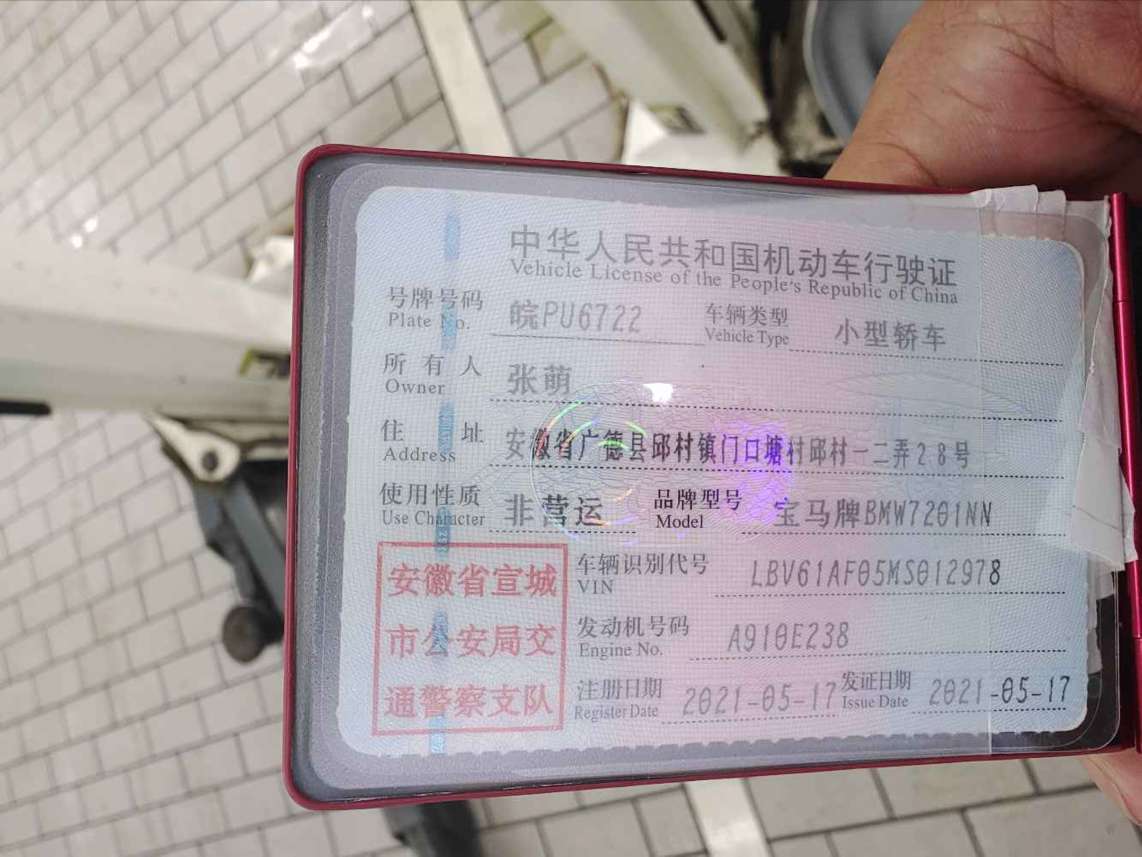 中华人民共和国机动车行驶证
Vehicle License of the People's Republic of China
号牌号码 皖PU6722 车辆类型 小型轿车
Plate No. Vehicle Type
所有人 张萌
Owner
住址 安徽省广德县邱村镇门口塘村邱村一二弄28号
Address
使用性质 非营运 品牌型号 宝马牌BMW7201NN
Use Character Model
安徽省宣城
市公安局交
通警察支队
车辆识别代号 LBV61AF05MS012978
VIN
发动机号码 A910E238
Engine No.
注册日期 2021-05-17 发证日期 2021-05-17
Register Date Issue Date